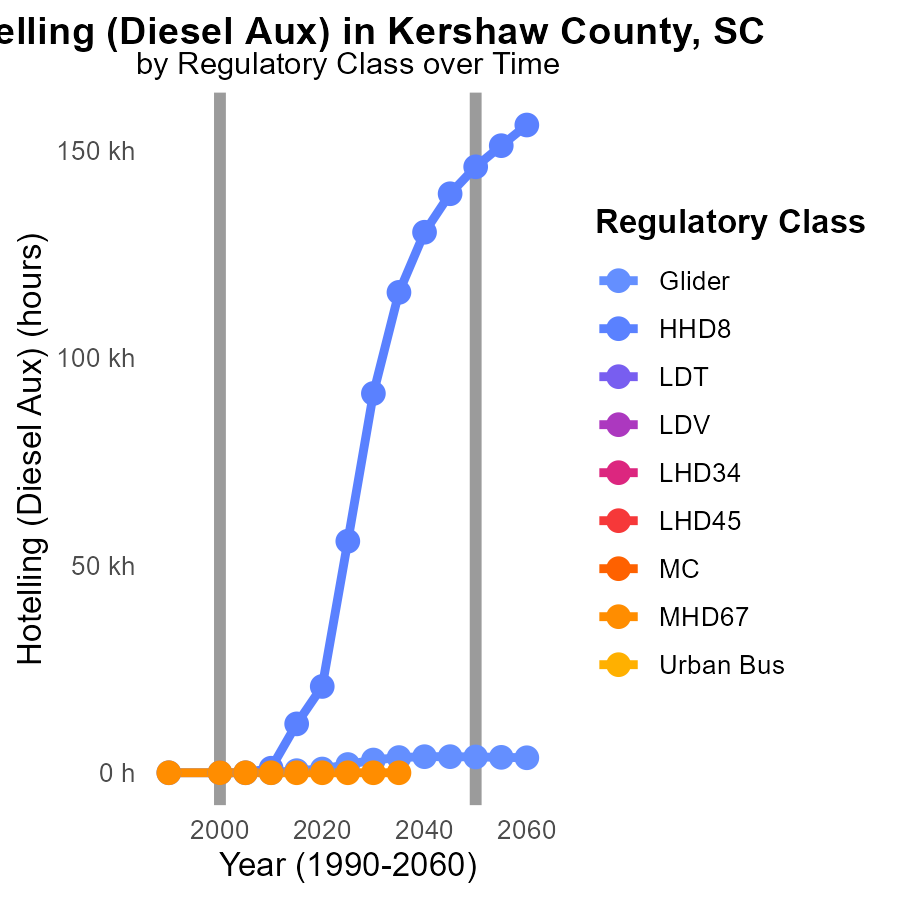 elling (Diesel Aux) in Kershaw County, SC
by Regulatory Class over Time
150 kh
100 kh
50 kh
0 h
Hotelling (Diesel Aux) (hours)
2000 2020 2040 2060
Year (1990-2060)
Regulatory Class
Glider
HHD8
LDT
LDV
LHD34
LHD45
MC
MHD67
Urban Bus